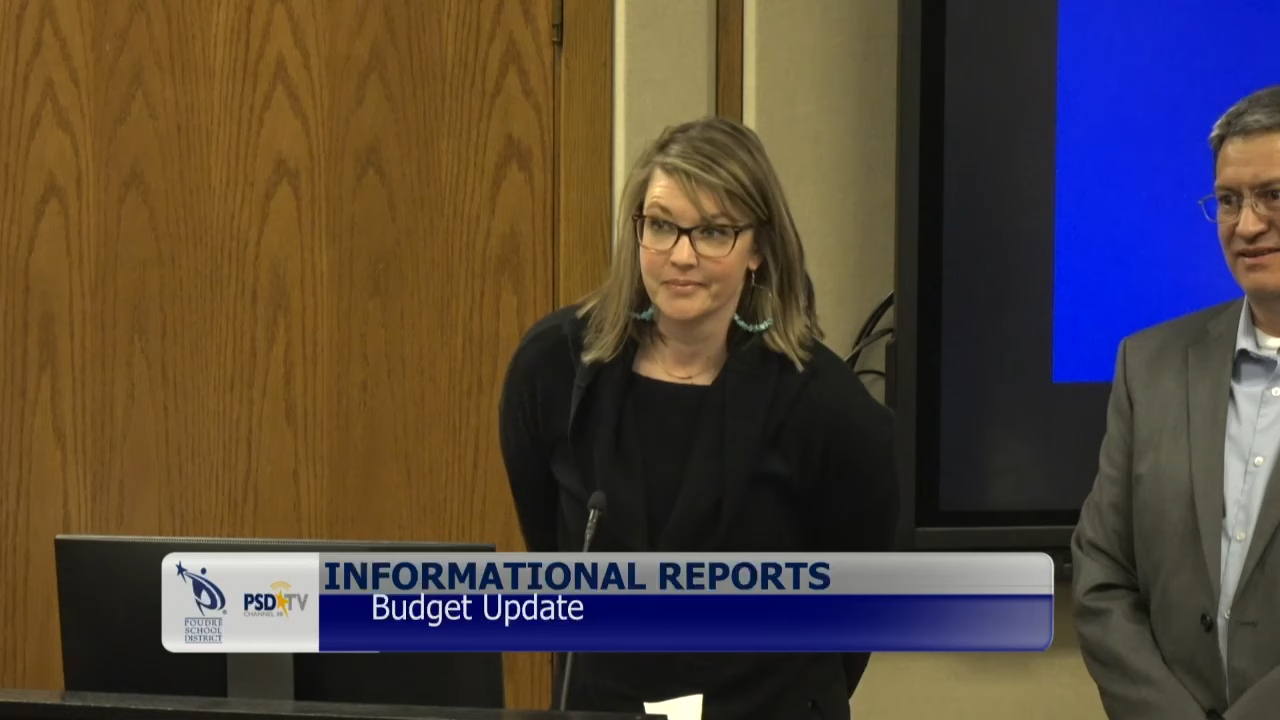 INFORMATIONAL REPORTS
Budget Update
POUDRE
SCHOOL
DISTRICT
PSD TV